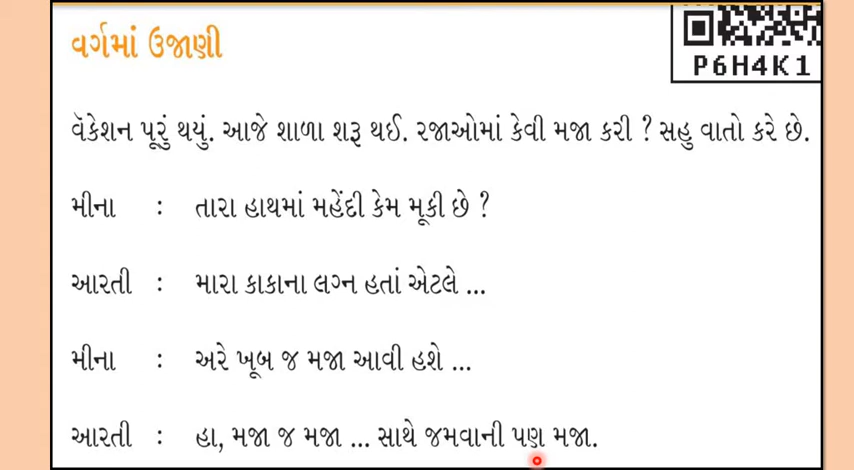 વર્ગમાં ઉજાણી
P6H4K1
વૅકેશન પૂરું થયું. આજે શાળા શરૂ થઈ. રજાઓમાં કેવી મજા કરી ? સહુ વાતો કરે છે.
મીના : તારા હાથમાં મહેંદી કેમ મૂકી છે ?
આરતી : મારા કાકાના લગ્ન હતાં એટલે ...
મીના : અરે ખૂબ જ મજા આવી હશે ...
આરતી : હા, મજા જ મજા ... સાથે જમવાની પણ મજા.